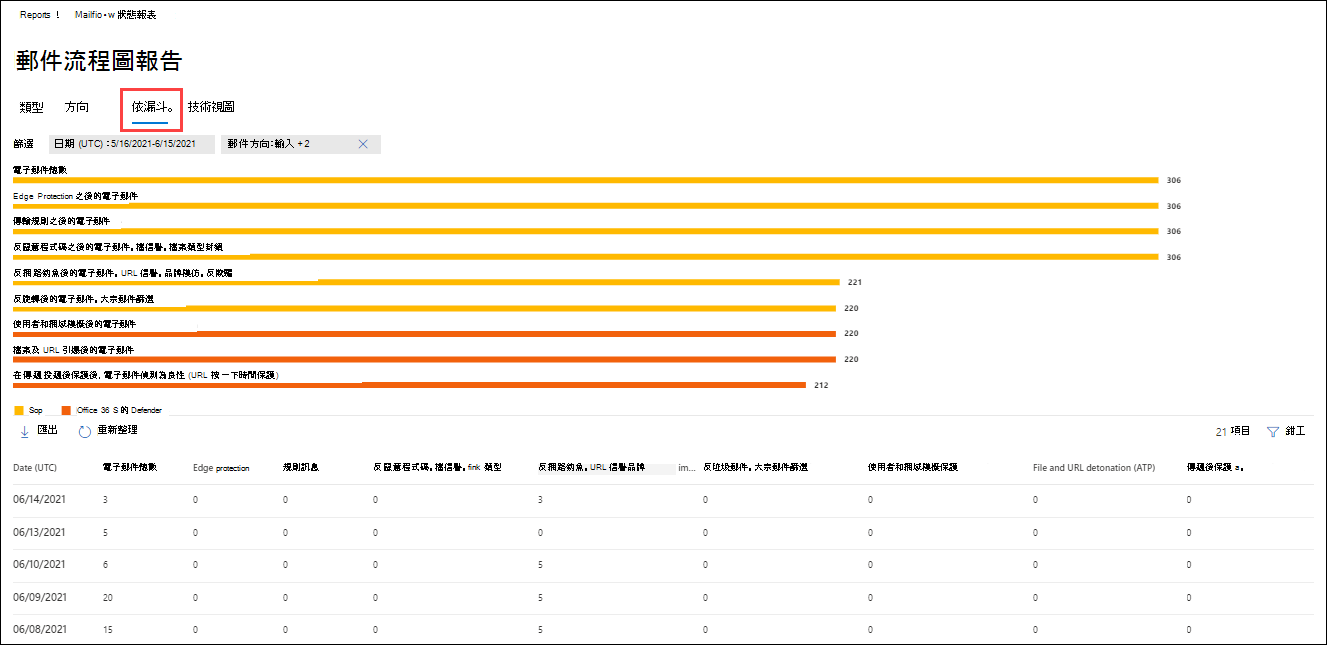 Reports ! Mailfio•w 狀態報表
郵件流程圖報告
類型 方向 依漏斗。 技術視圖
篩選 日期 (UTC)：5/16/2021-6/15/2021 郵件方向：輸入 +2
電子郵件總數
306
Edge Protection 之後的電子郵件
306
傳輸規則之後的電子郵件
306
反惡意程式碼之後的電子郵件。檔信譽。檔案類型封鎖
306
反網路釣魚後的電子郵件。URL 信譽。品牌模仿。反欺騙
221
反旋轉後的電子郵件。大宗郵件篩選
220
使用者和網域模擬後的電子郵件
220
檔案及 URL 引爆後的電子郵件
220
在傳遞投遞後保護後，電子郵件偵測為良性 (URL 按一下時間保護)
212
Sop Office 36 S 的 Defender
匯出 重新整理 21 項目 鉗工
Date (UTC) 電子郵件總數 Edge protection 規則訊息 反惡意程式碼。檔信譽。fink 類型 反網路釣魚。URL 信譽品牌 im... 反垃圾郵件。大宗郵件篩選 使用者和網域模擬保護 File and URL detonation (ATP) 傳遞後保護 a。
06/14/2021 3 0 0 0 3 0 0 0 0
06/13/2021 5 0 0 0 0 0 0 0 0
06/10/2021 6 0 0 0 5 0 0 0 0
06/09/2021 20 0 0 0 5 0 0 0 0
06/08/2021 15 0 0 0 5 0 0 0 0